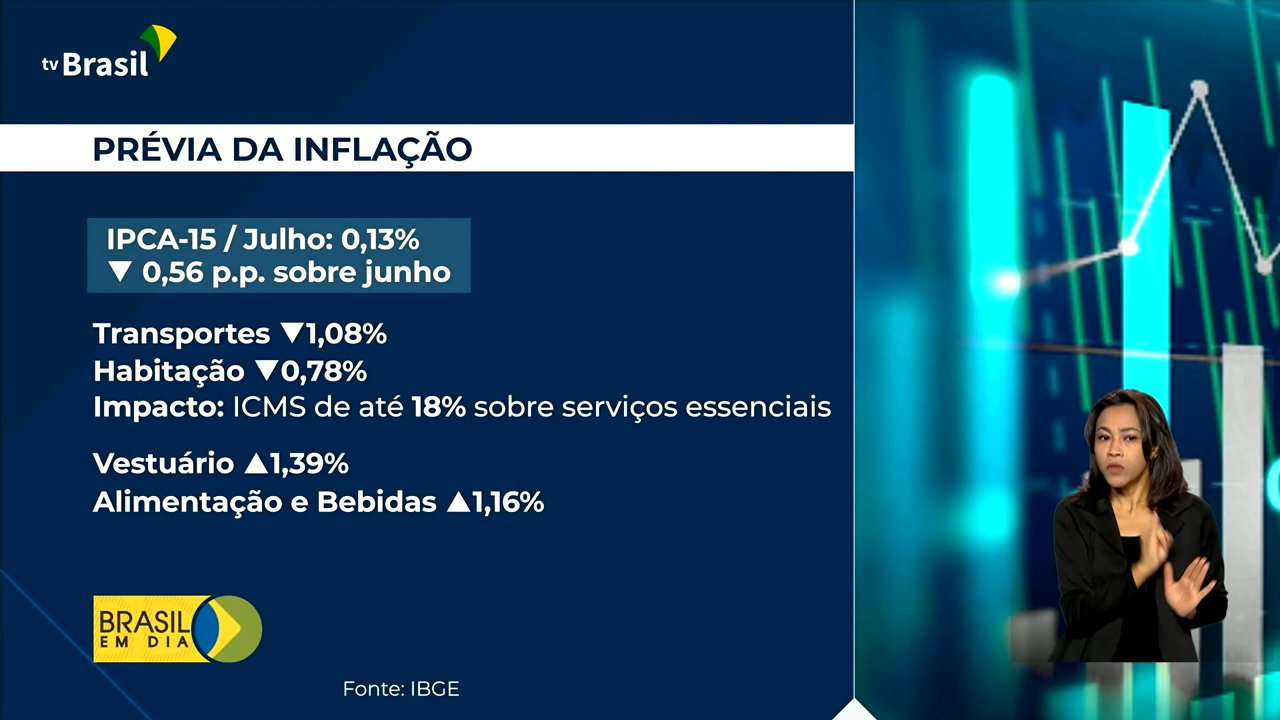 tv Brasil
PRÉVIA DA INFLAÇÃO
IPCA-15 / Julho: 0,13%
▼ 0,56 p.p. sobre junho
Transportes ▼1,08%
Habitação ▼0,78%
Impacto: ICMS de até 18% sobre serviços essenciais
Vestuário ▲1,39%
Alimentação e Bebidas ▲1,16%
BRASIL
EM DIA
Fonte: IBGE